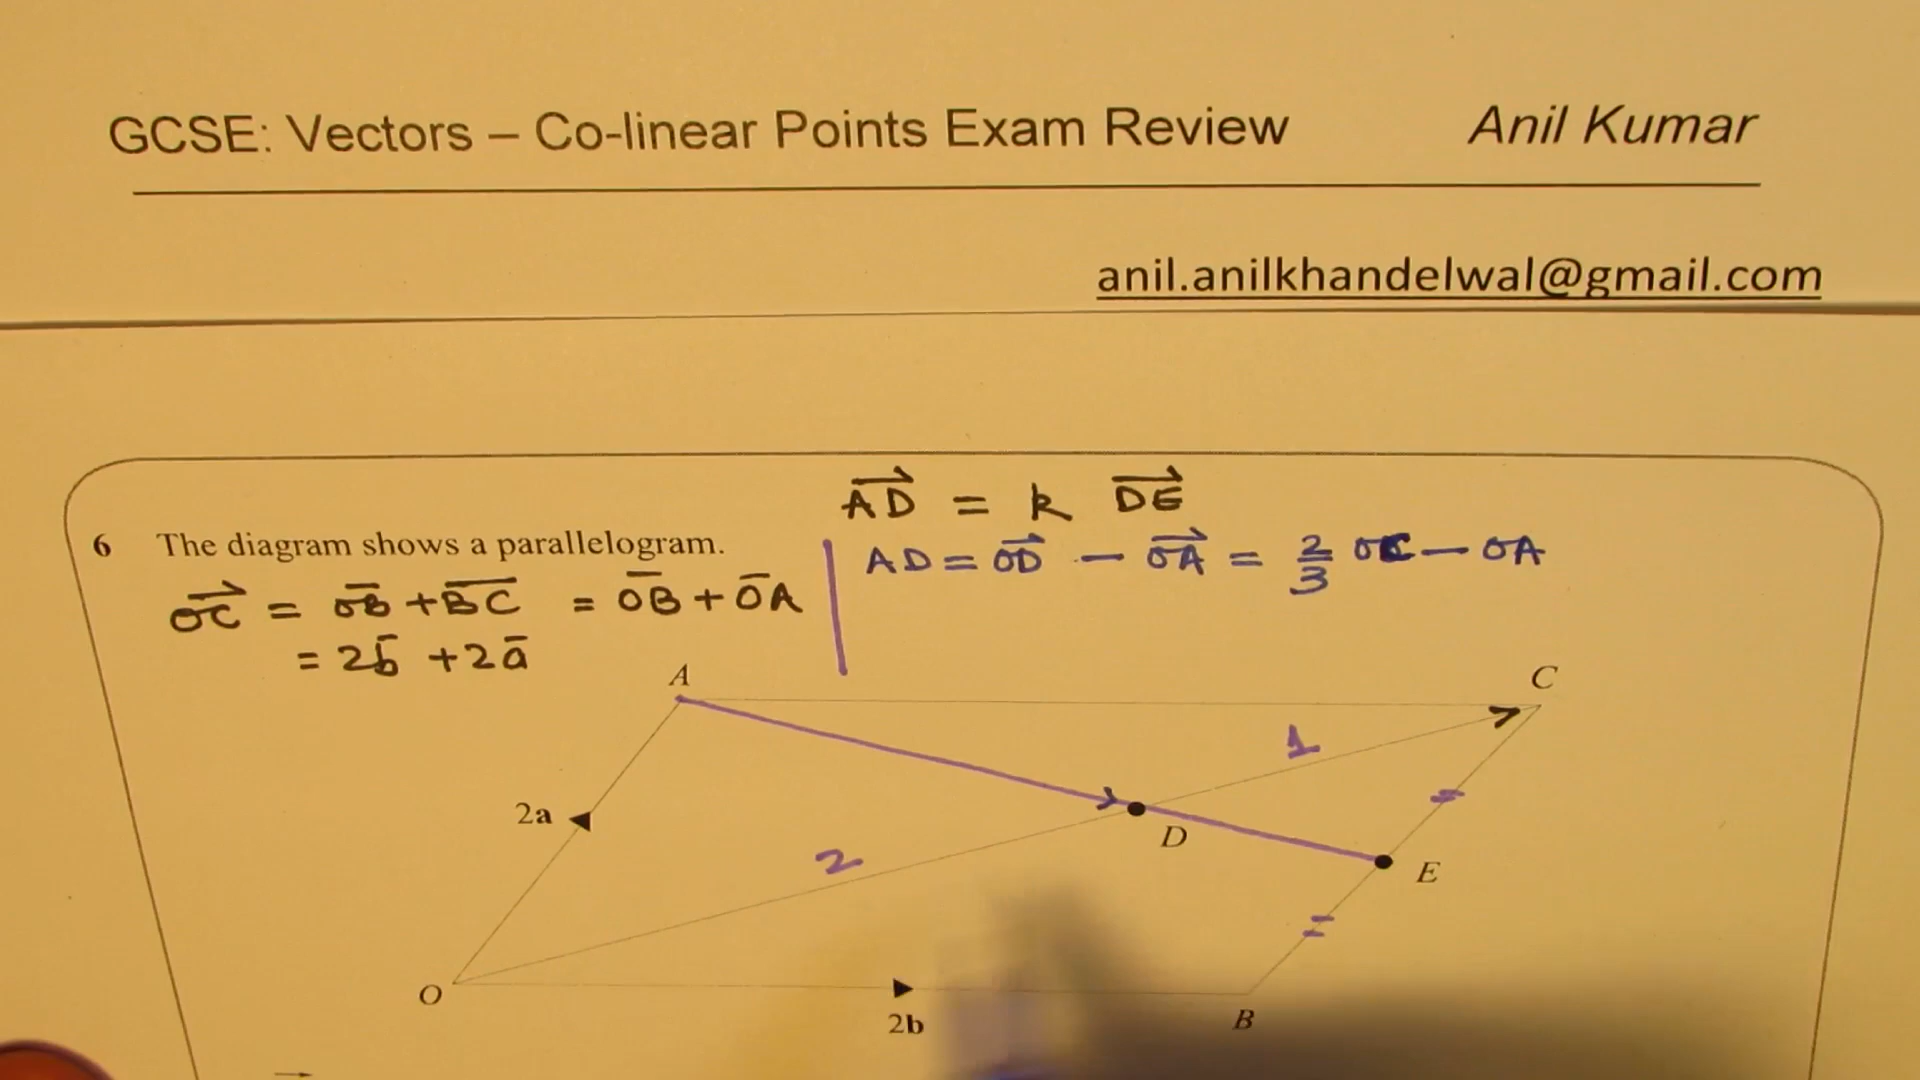 GCSE: Vectors – Co-linear Points Exam Review Anil Kumar
anil.anilkhandelwal@gmail.com
AD = k DE
6 The diagram shows a parallelogram.
AD = OD - OA = 2/3 OC - OA
OC = OB + BC = OB + OA
= 2b + 2a
A
C
1
2a
D
2
E
O
2b
B